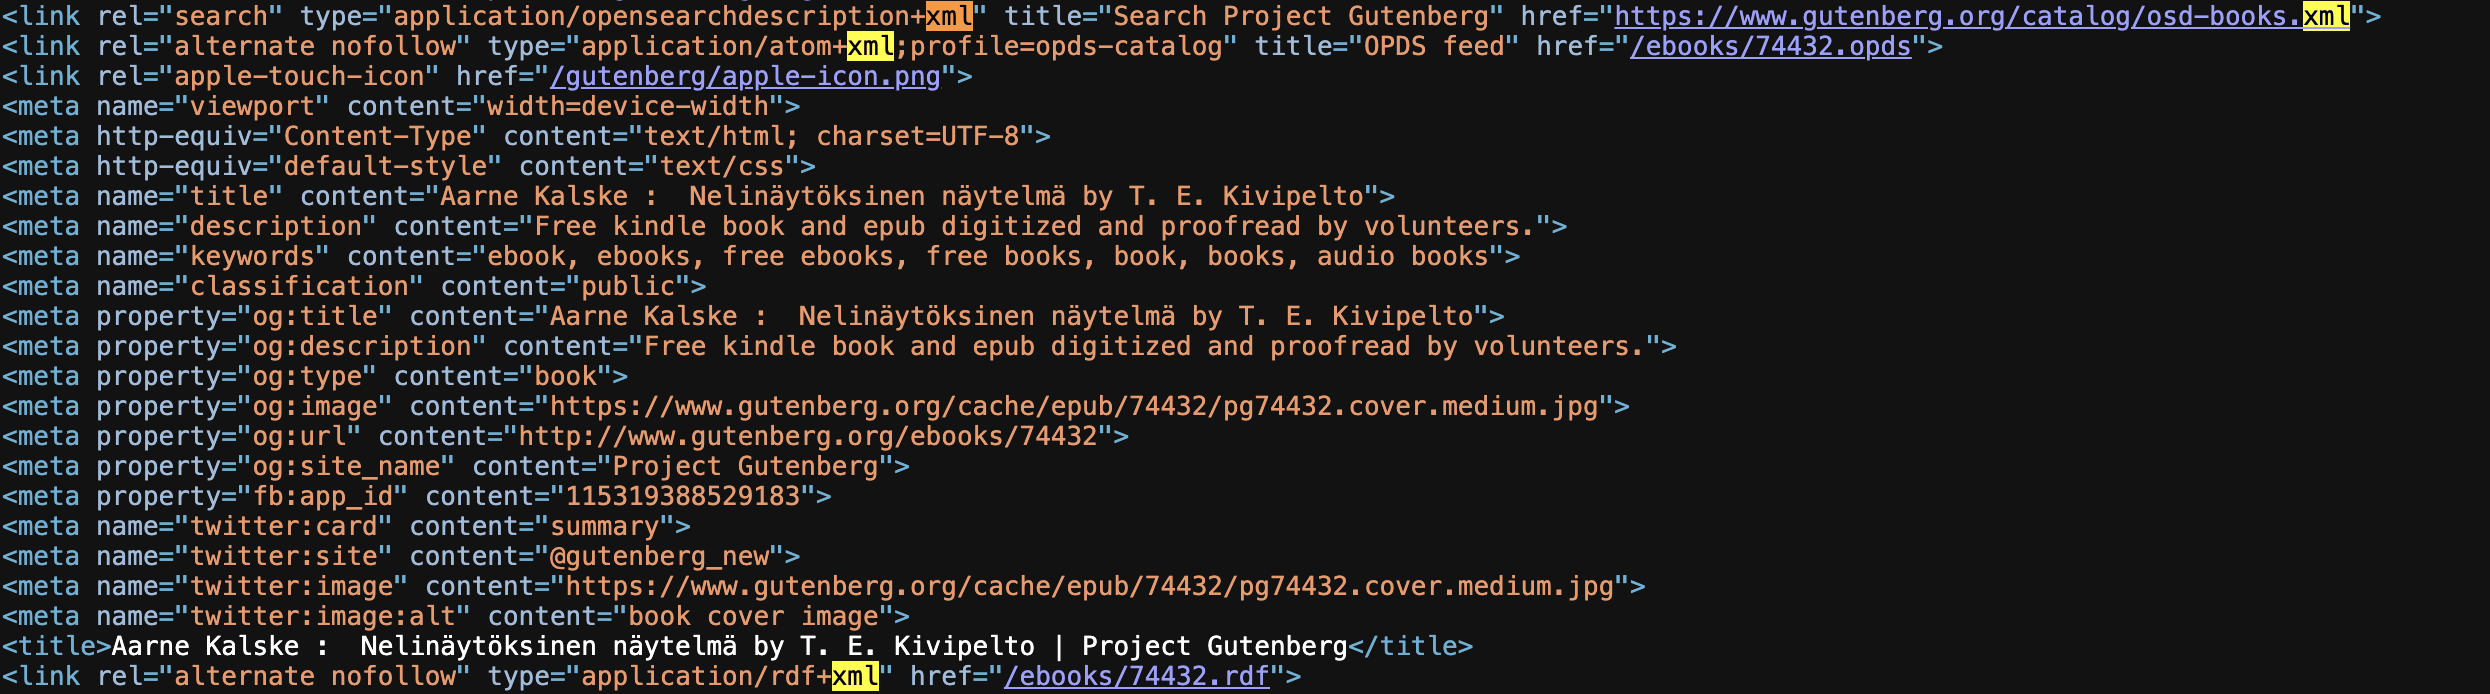 <link rel="search" type="application/opensearchdescription+xml" title="Search Project Gutenberg" href="https://www.gutenberg.org/catalog/osd-books.xml">
<link rel="alternate nofollow" type="application/atom+xml;profile=opds-catalog" title="OPDS feed" href="/ebooks/74432.opds">
<link rel="apple-touch-icon" href="/gutenberg/apple-icon.png">
<meta name="viewport" content="width=device-width">
<meta http-equiv="Content-Type" content="text/html; charset=UTF-8">
<meta http-equiv="default-style" content="text/css">
<meta name="title" content="Aarne Kalske :  Nelinäytöksinen näytelmä by T. E. Kivipelto">
<meta name="description" content="Free kindle book and epub digitized and proofread by volunteers.">
<meta name="keywords" content="ebook, ebooks, free ebooks, free books, book, books, audio books">
<meta name="classification" content="public">
<meta property="og:title" content="Aarne Kalske :  Nelinäytöksinen näytelmä by T. E. Kivipelto">
<meta property="og:description" content="Free kindle book and epub digitized and proofread by volunteers.">
<meta property="og:type" content="book">
<meta property="og:image" content="https://www.gutenberg.org/cache/epub/74432/pg74432.cover.medium.jpg">
<meta property="og:url" content="http://www.gutenberg.org/ebooks/74432">
<meta property="og:site_name" content="Project Gutenberg">
<meta property="fb:app_id" content="115319388529183">
<meta name="twitter:card" content="summary">
<meta name="twitter:site" content="@gutenberg_new">
<meta name="twitter:image" content="https://www.gutenberg.org/cache/epub/74432/pg74432.cover.medium.jpg">
<meta name="twitter:image:alt" content="book cover image">
<title>Aarne Kalske :  Nelinäytöksinen näytelmä by T. E. Kivipelto | Project Gutenberg</title>
<link rel="alternate nofollow" type="application/rdf+xml" href="/ebooks/74432.rdf">